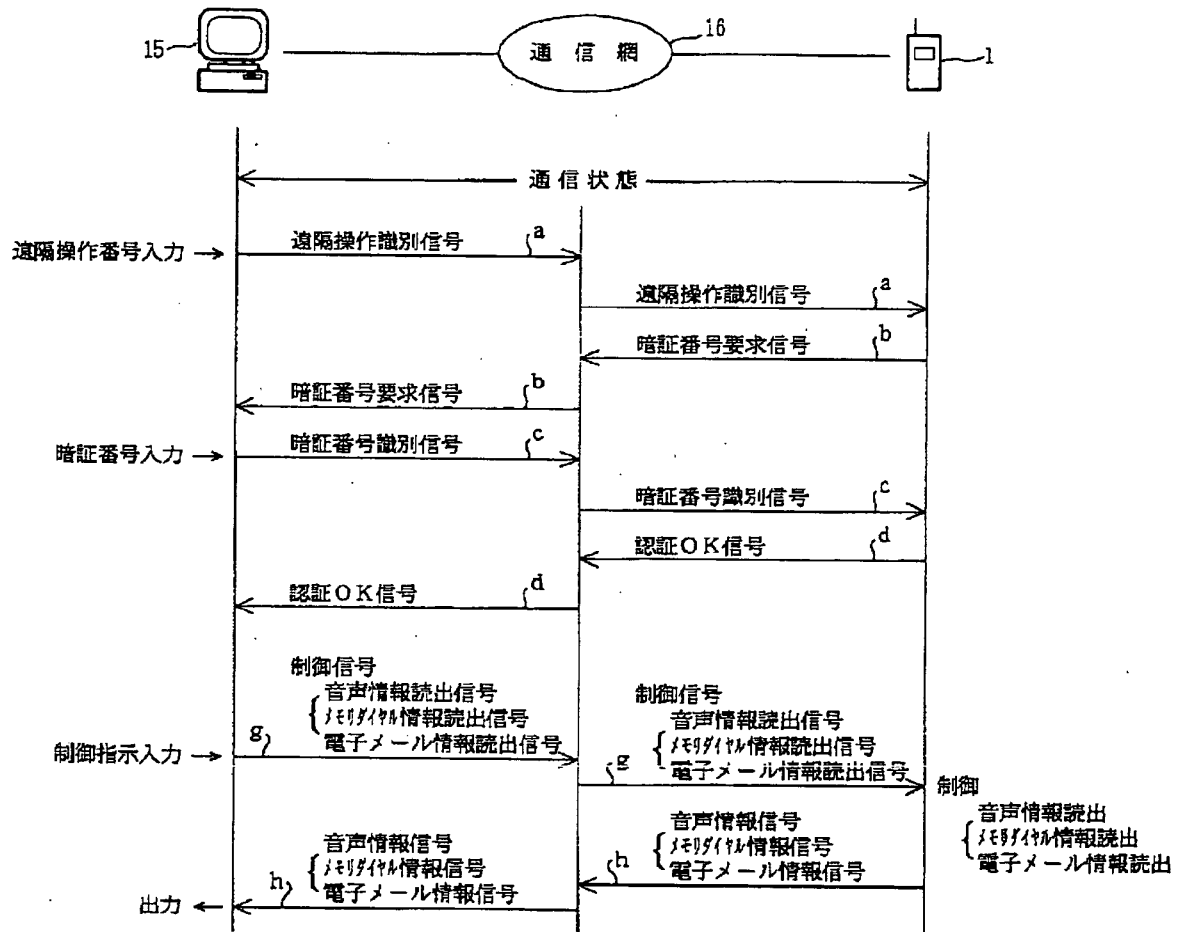 15
通信網
16
1
通信状態
遠隔操作番号入力
遠隔操作識別信号
a
遠隔操作識別信号
a
暗証番号要求信号
b
暗証番号要求信号
b
暗証番号入力
暗証番号識別信号
c
暗証番号識別信号
c
認証OK信号
d
認証OK信号
d
制御信号
音声情報読出信号
メモリダイヤル情報読出信号
電子メール情報読出信号
制御指示入力
g
制御信号
音声情報読出信号
メモリダイヤル情報読出信号
電子メール情報読出信号
g
制御
音声情報読出
メモリダイヤル情報読出
電子メール情報読出
音声情報信号
メモリダイヤル情報信号
電子メール情報信号
h
音声情報信号
メモリダイヤル情報信号
電子メール情報信号
h
出力